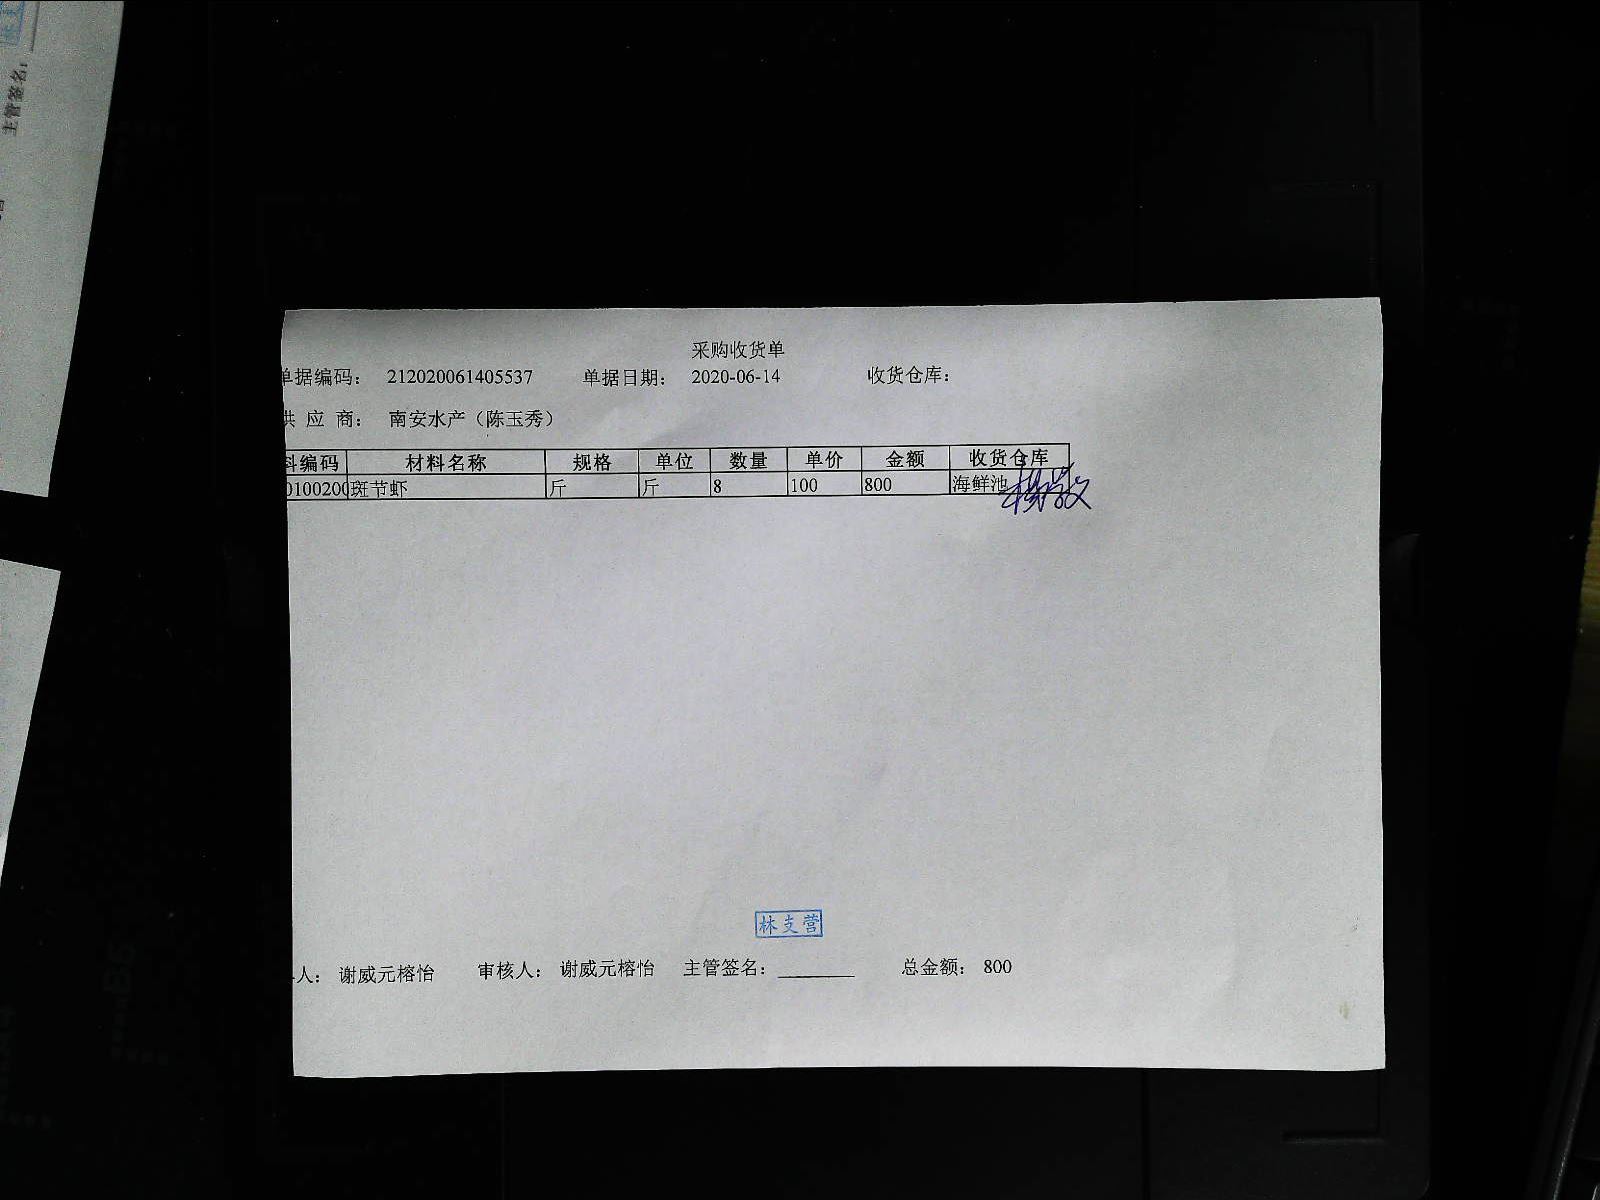 采购收货单
单据编码： 212020061405537 单据日期： 2020-06-14 收货仓库：
供 应 商： 南安水产（陈玉秀）
料编码 材料名称 规格 单位 数量 单价 金额 收货仓库
0100200 斑节虾 斤 斤 8 100 800 海鲜池
林支营
人： 谢威元榕怡 审核人： 谢威元榕怡 主管签名： 总金额： 800
主管签名：